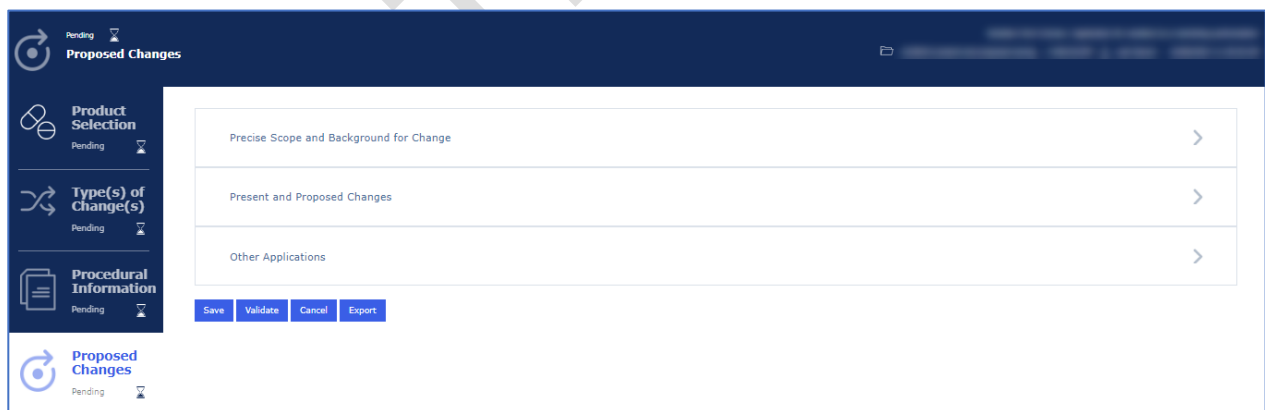 Pending
Proposed Changes
Product
Selection
Pending
Type(s) of
Change(s)
Pending
Procedural
Information
Pending
Proposed
Changes
Pending
Precise Scope and Background for Change
Present and Proposed Changes
Other Applications
Save Validate Cancel Export